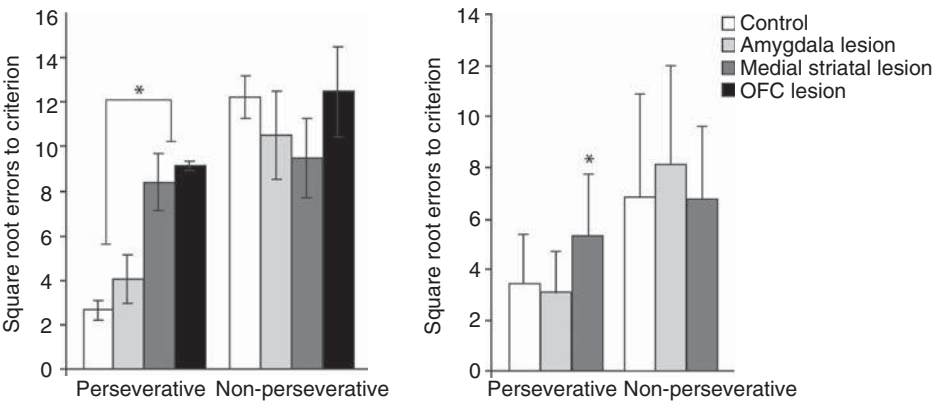 Square root errors to criterion
16
14
12
10
8
6
4
2
0
*
Perseverative Non-perseverative
Square root errors to criterion
14
12
10
8
6
4
2
0
*
Perseverative Non-perseverative
Control
Amygdala lesion
Medial striatal lesion
OFC lesion